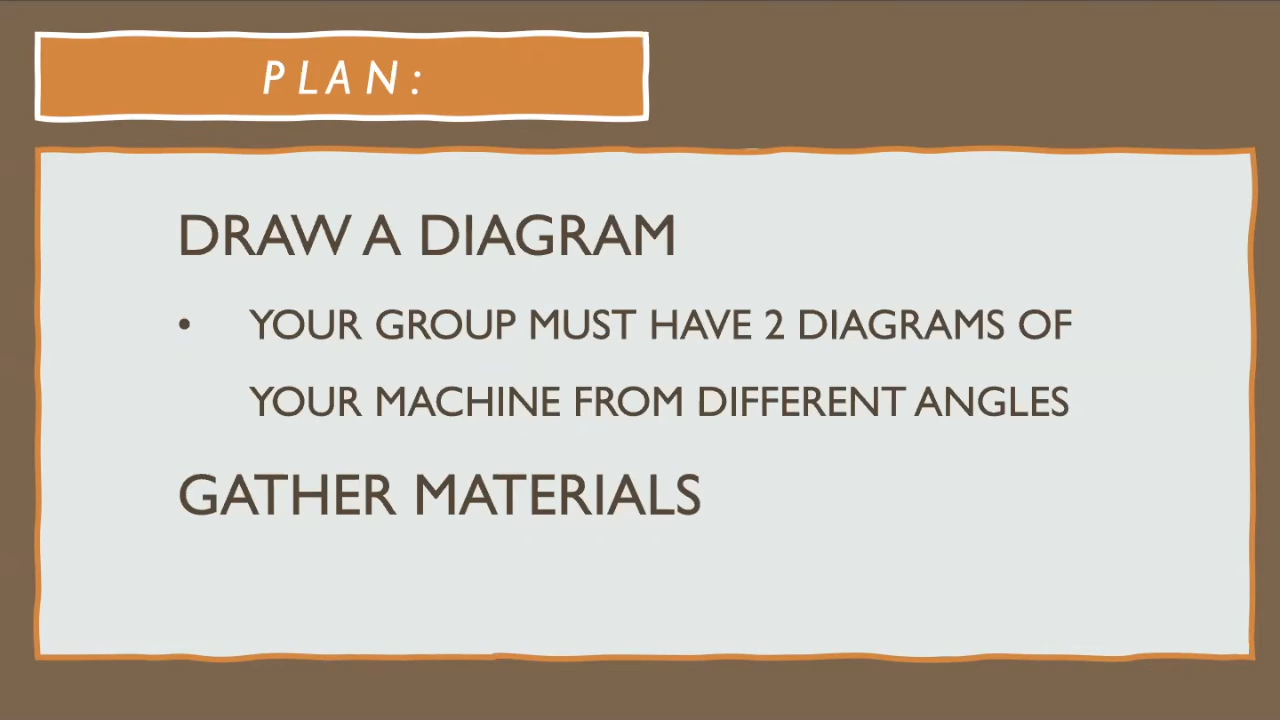 PLAN:
DRAW A DIAGRAM
• YOUR GROUP MUST HAVE 2 DIAGRAMS OF
YOUR MACHINE FROM DIFFERENT ANGLES
GATHER MATERIALS